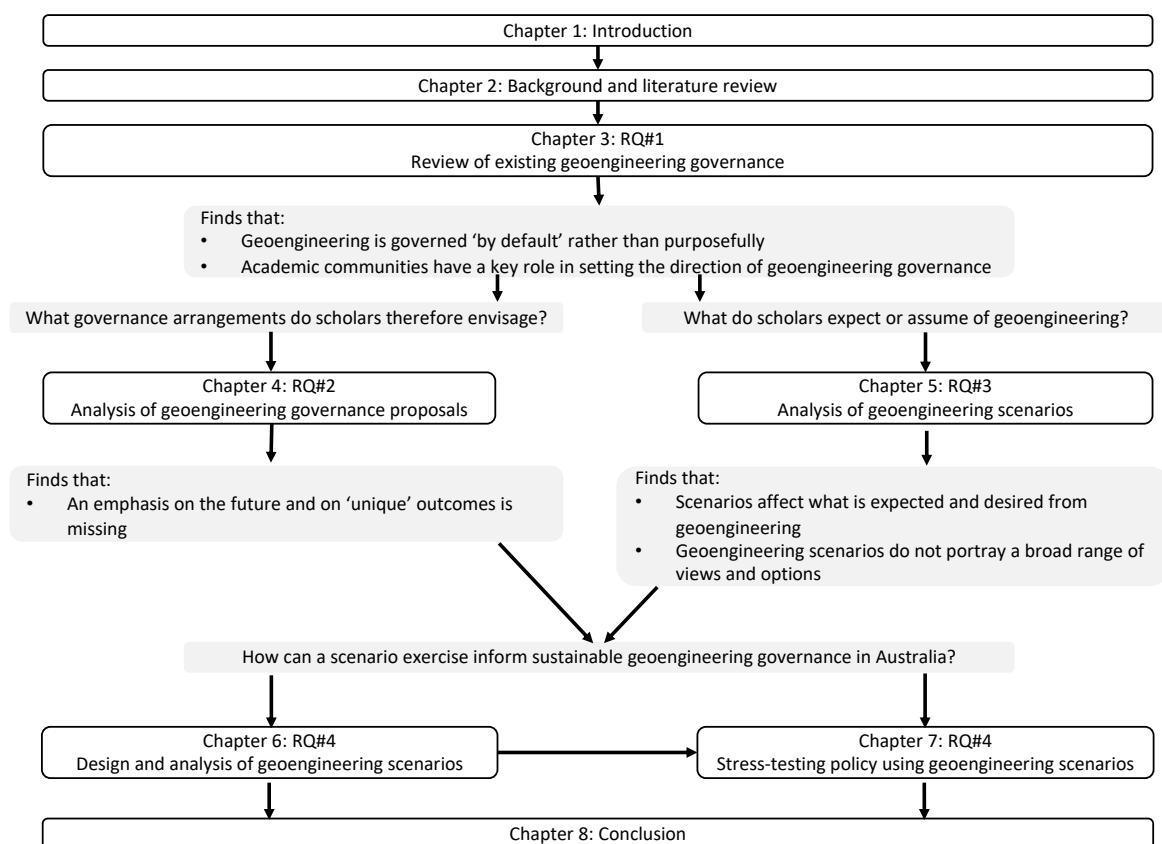 Chapter 1: Introduction
Chapter 2: Background and literature review
Chapter 3: RQ#1
Review of existing geoengineering governance
Finds that:
• Geoengineering is governed ‘by default’ rather than purposefully
• Academic communities have a key role in setting the direction of geoengineering governance
What governance arrangements do scholars therefore envisage?
What do scholars expect or assume of geoengineering?
Chapter 4: RQ#2
Analysis of geoengineering governance proposals
Chapter 5: RQ#3
Analysis of geoengineering scenarios
Finds that:
• An emphasis on the future and on ‘unique’ outcomes is
missing
Finds that:
• Scenarios affect what is expected and desired from
geoengineering
• Geoengineering scenarios do not portray a broad range of
views and options
How can a scenario exercise inform sustainable geoengineering governance in Australia?
Chapter 6: RQ#4
Design and analysis of geoengineering scenarios
Chapter 7: RQ#4
Stress-testing policy using geoengineering scenarios
Chapter 8: Conclusion